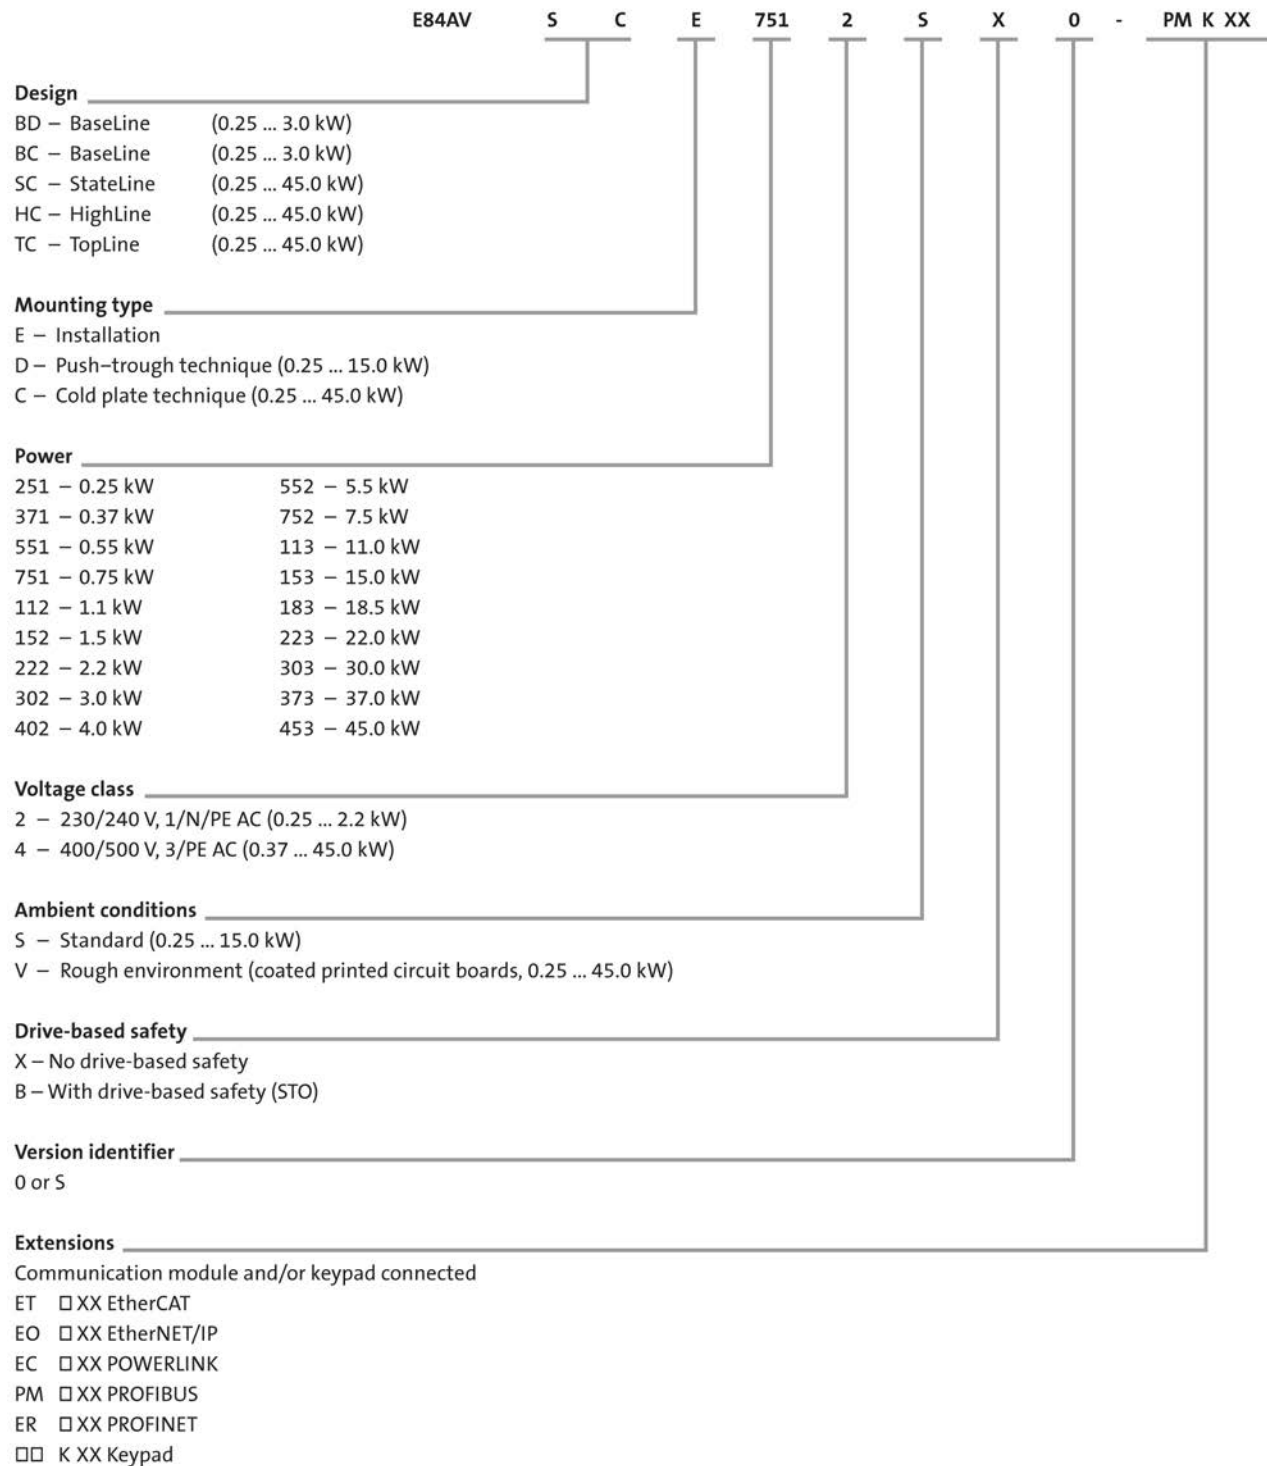 E84AV S C E 751 2 S X 0 - PM K XX
Design
BD – BaseLine (0.25 ... 3.0 kW)
BC – BaseLine (0.25 ... 3.0 kW)
SC – StateLine (0.25 ... 45.0 kW)
HC – HighLine (0.25 ... 45.0 kW)
TC – TopLine (0.25 ... 45.0 kW)
Mounting type
E – Installation
D – Push–trough technique (0.25 ... 15.0 kW)
C – Cold plate technique (0.25 ... 45.0 kW)
Power
251 – 0.25 kW 552 – 5.5 kW
371 – 0.37 kW 752 – 7.5 kW
551 – 0.55 kW 113 – 11.0 kW
751 – 0.75 kW 153 – 15.0 kW
112 – 1.1 kW 183 – 18.5 kW
152 – 1.5 kW 223 – 22.0 kW
222 – 2.2 kW 303 – 30.0 kW
302 – 3.0 kW 373 – 37.0 kW
402 – 4.0 kW 453 – 45.0 kW
Voltage class
2 – 230/240 V, 1/N/PE AC (0.25 ... 2.2 kW)
4 – 400/500 V, 3/PE AC (0.37 ... 45.0 kW)
Ambient conditions
S – Standard (0.25 ... 15.0 kW)
V – Rough environment (coated printed circuit boards, 0.25 ... 45.0 kW)
Drive-based safety
X – No drive-based safety
B – With drive-based safety (STO)
Version identifier
0 or S
Extensions
Communication module and/or keypad connected
ET □ XX EtherCAT
EO □ XX EtherNET/IP
EC □ XX POWERLINK
PM □ XX PROFIBUS
ER □ XX PROFINET
□□ K XX Keypad